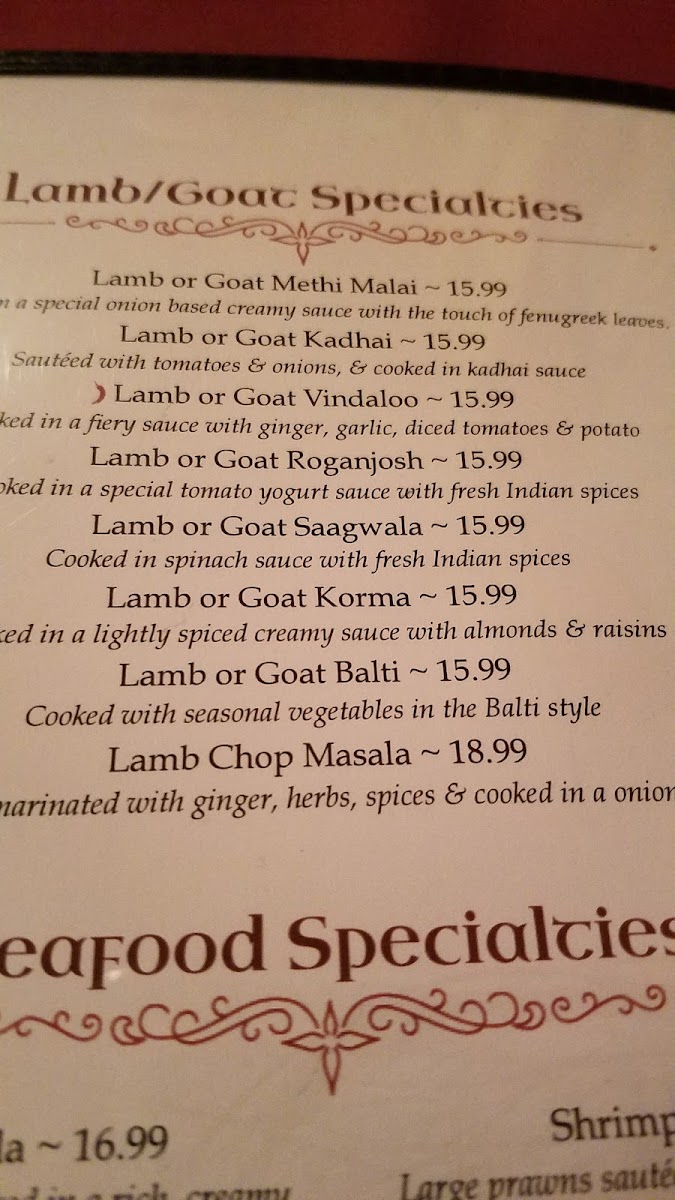 Lamb/Goat Specialties
Lamb or Goat Methi Malai ~ 15.99
a special onion based creamy sauce with the touch of fenugreek leaves.
Lamb or Goat Kadhai ~ 15.99
Sautéed with tomatoes & onions, & cooked in kadhai sauce
Lamb or Goat Vindaloo ~ 15.99
ked in a fiery sauce with ginger, garlic, diced tomatoes & potato
Lamb or Goat Roganjosh ~ 15.99
oked in a special tomato yogurt sauce with fresh Indian spices
Lamb or Goat Saagwala ~ 15.99
Cooked in spinach sauce with fresh Indian spices
Lamb or Goat Korma ~ 15.99
ked in a lightly spiced creamy sauce with almonds & raisins
Lamb or Goat Balti ~ 15.99
Cooked with seasonal vegetables in the Balti style
Lamb Chop Masala ~ 18.99
marinated with ginger, herbs, spices & cooked in a onion
eafood Specialties
la ~ 16.99
Shrimp
in a rich, creamy
Large prawns sauté